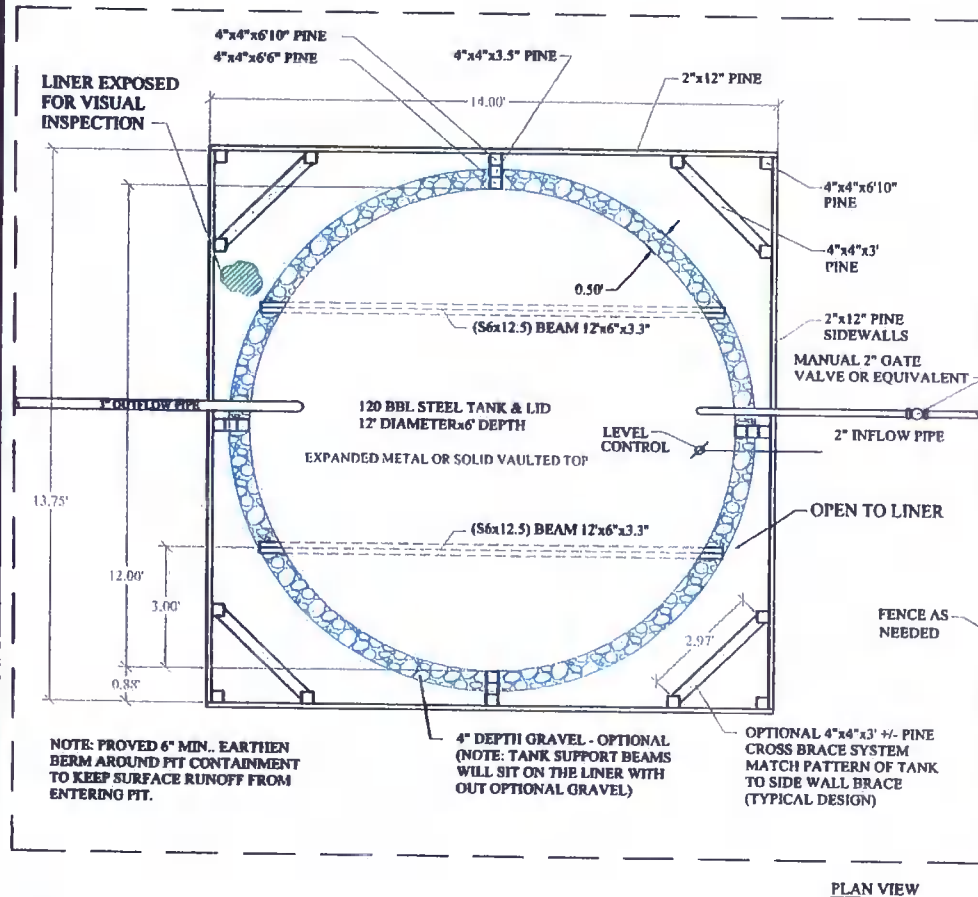 4"x4"x6'10" PINE
4"x4"x6'6" PINE
4"x4"x3.5" PINE
2"x12" PINE
LINER EXPOSED
FOR VISUAL
INSPECTION
14.00'
4"x4"x6'10"
PINE
4"x4"x3'
PINE
0.50'
(S6x12.5) BEAM 12'x6"x3.3"
2"x12" PINE
SIDEWALLS
MANUAL 2" GATE
VALVE OR EQUIVALENT
3" OUTFLOW PIPE
120 BBL STEEL TANK & LID
12' DIAMETERx6' DEPTH
2" INFLOW PIPE
LEVEL
CONTROL
EXPANDED METAL OR SOLID VAULTED TOP
13.75'
OPEN TO LINER
(S6x12.5) BEAM 12'x6"x3.3"
12.00'
3.00'
FENCE AS
NEEDED
2.97'
0.88'
NOTE: PROVED 6" MIN.. EARTHEN
BERM AROUND PIT CONTAINMENT
TO KEEP SURFACE RUNOFF FROM
ENTERING PIT.
4" DEPTH GRAVEL - OPTIONAL
(NOTE: TANK SUPPORT BEAMS
WILL SIT ON THE LINER WITH
OUT OPTIONAL GRAVEL)
OPTIONAL 4"x4"x3' +/- PINE
CROSS BRACE SYSTEM
MATCH PATTERN OF TANK
TO SIDE WALL BRACE
(TYPICAL DESIGN)
PLAN VIEW